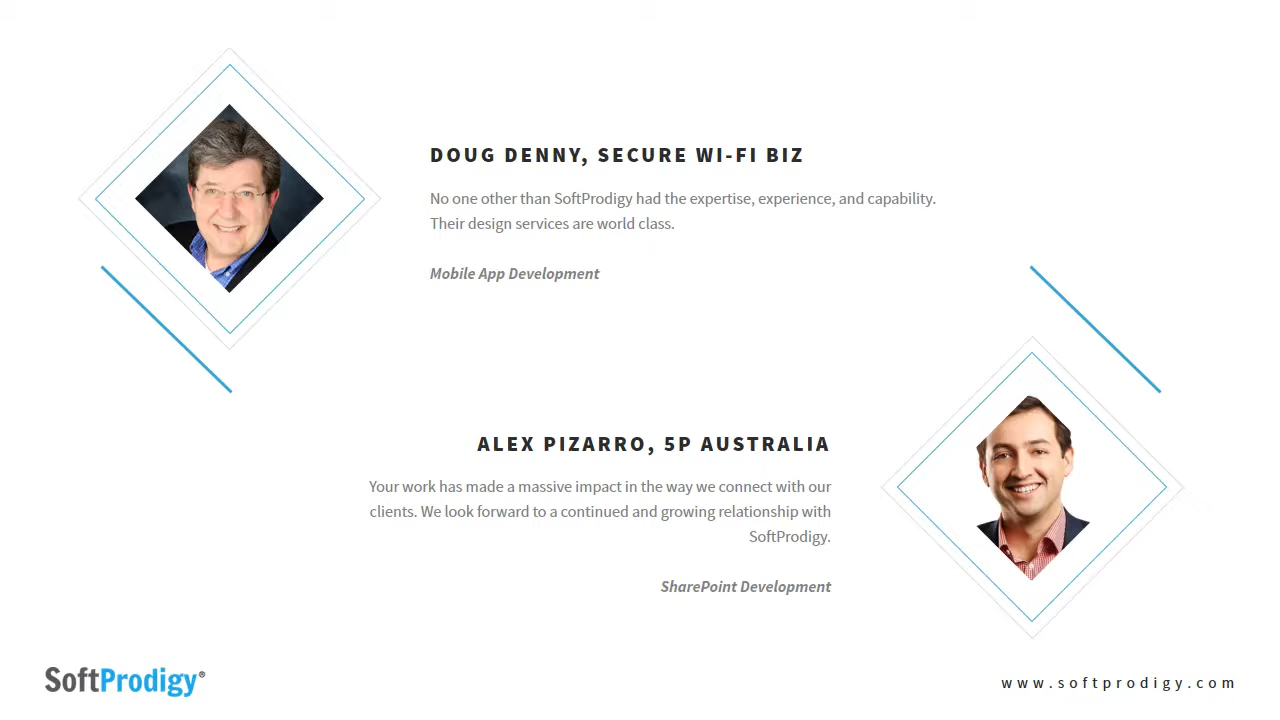 DOUG DENNY, SECURE WI-FI BIZ
No one other than SoftProdigy had the expertise, experience, and capability.
Their design services are world class.
Mobile App Development
ALEX PIZARRO, 5P AUSTRALIA
Your work has made a massive impact in the way we connect with our
clients. We look forward to a continued and growing relationship with
SoftProdigy.
SharePoint Development
SoftProdigy®
www.softprodigy.com